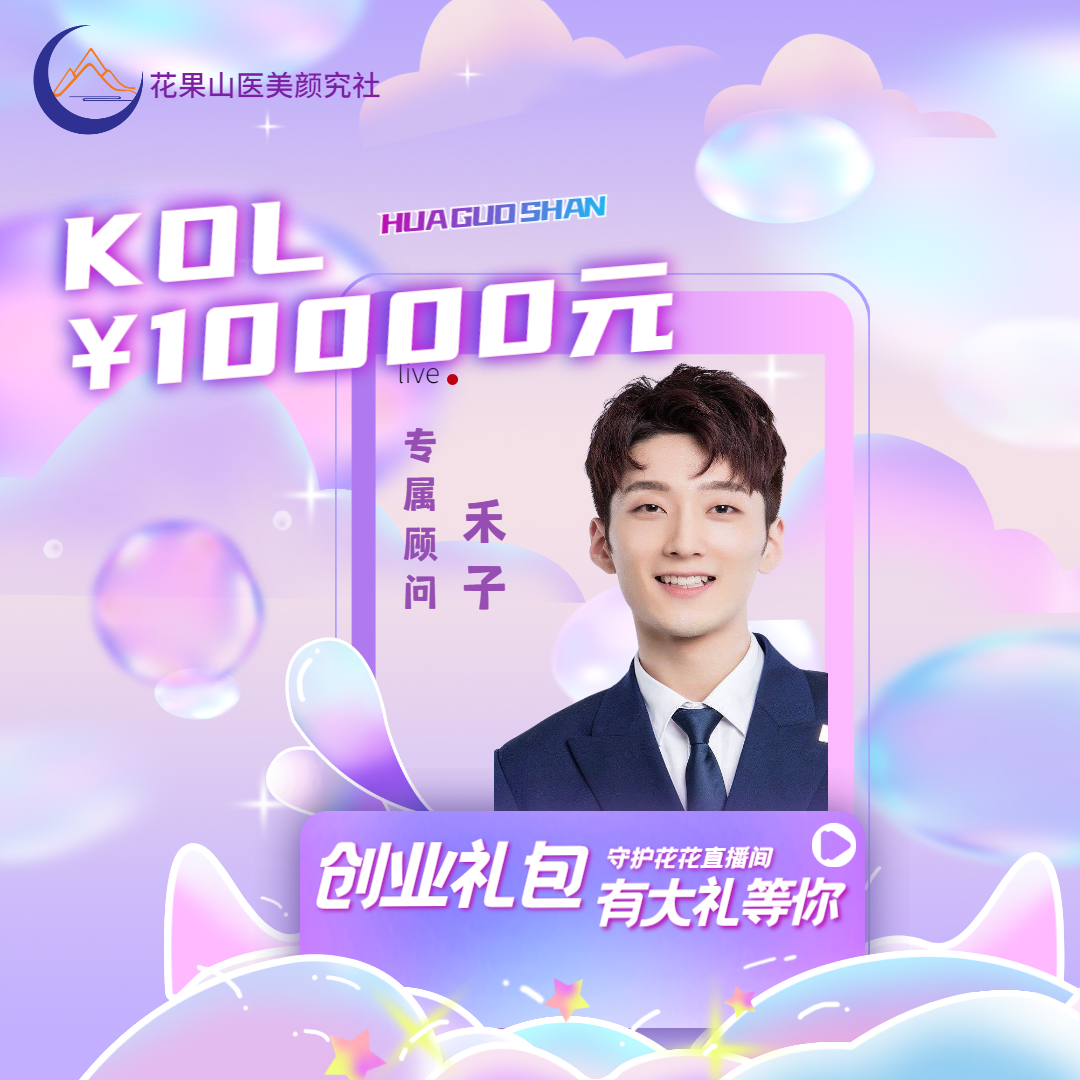 花果山医美颜究社
HUA GUO SHAN
KOL
¥10000元
live
专属顾问
禾子
创业礼包
守护花花直播间
有大礼等你